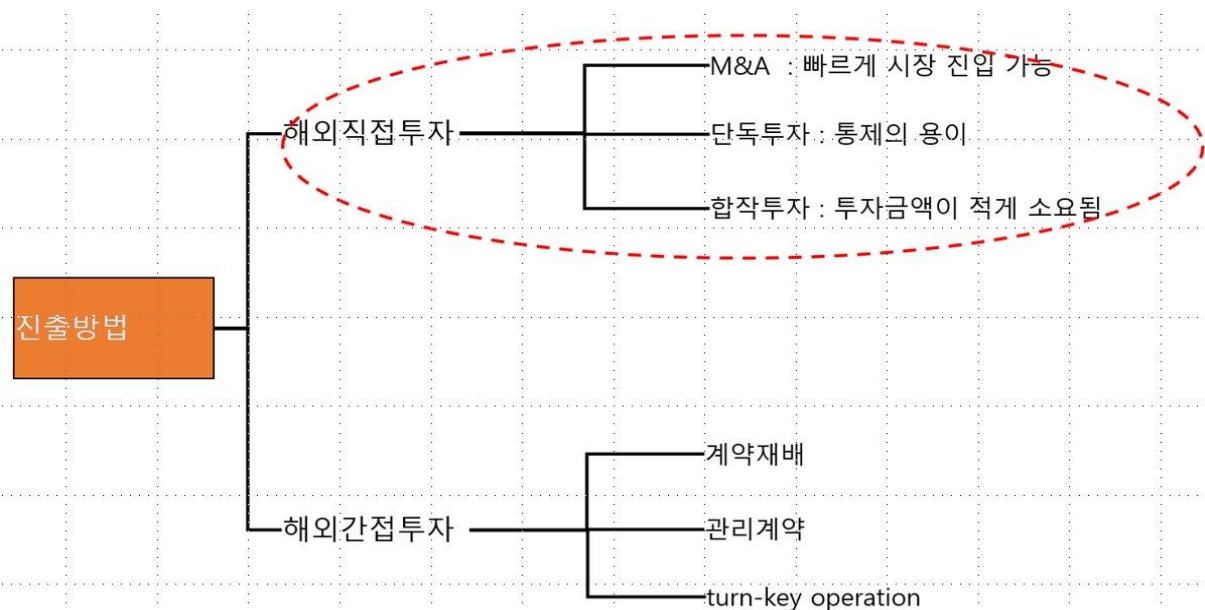 M&A : 빠르게 시장 진입 가능
해외직접투자
단독투자 : 통제의 용이
합작투자 : 투자금액이 적게 소요됨
진출방법
계약재배
해외간접투자
관리계약
turn-key operation